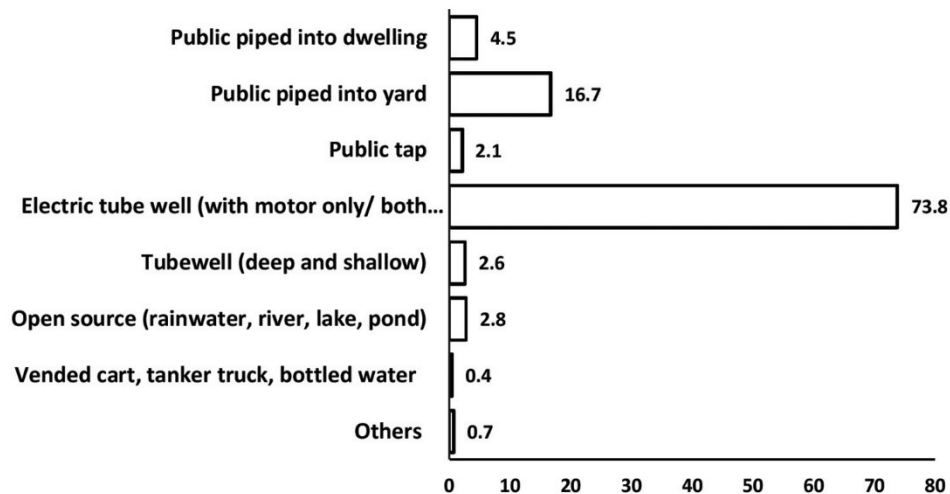 Public piped into dwelling 4.5
Public piped into yard 16.7
Public tap 2.1
Electric tube well (with motor only/ both... 73.8
Tubewell (deep and shallow) 2.6
Open source (rainwater, river, lake, pond) 2.8
Vended cart, tanker truck, bottled water 0.4
Others 0.7
0 10 20 30 40 50 60 70 80